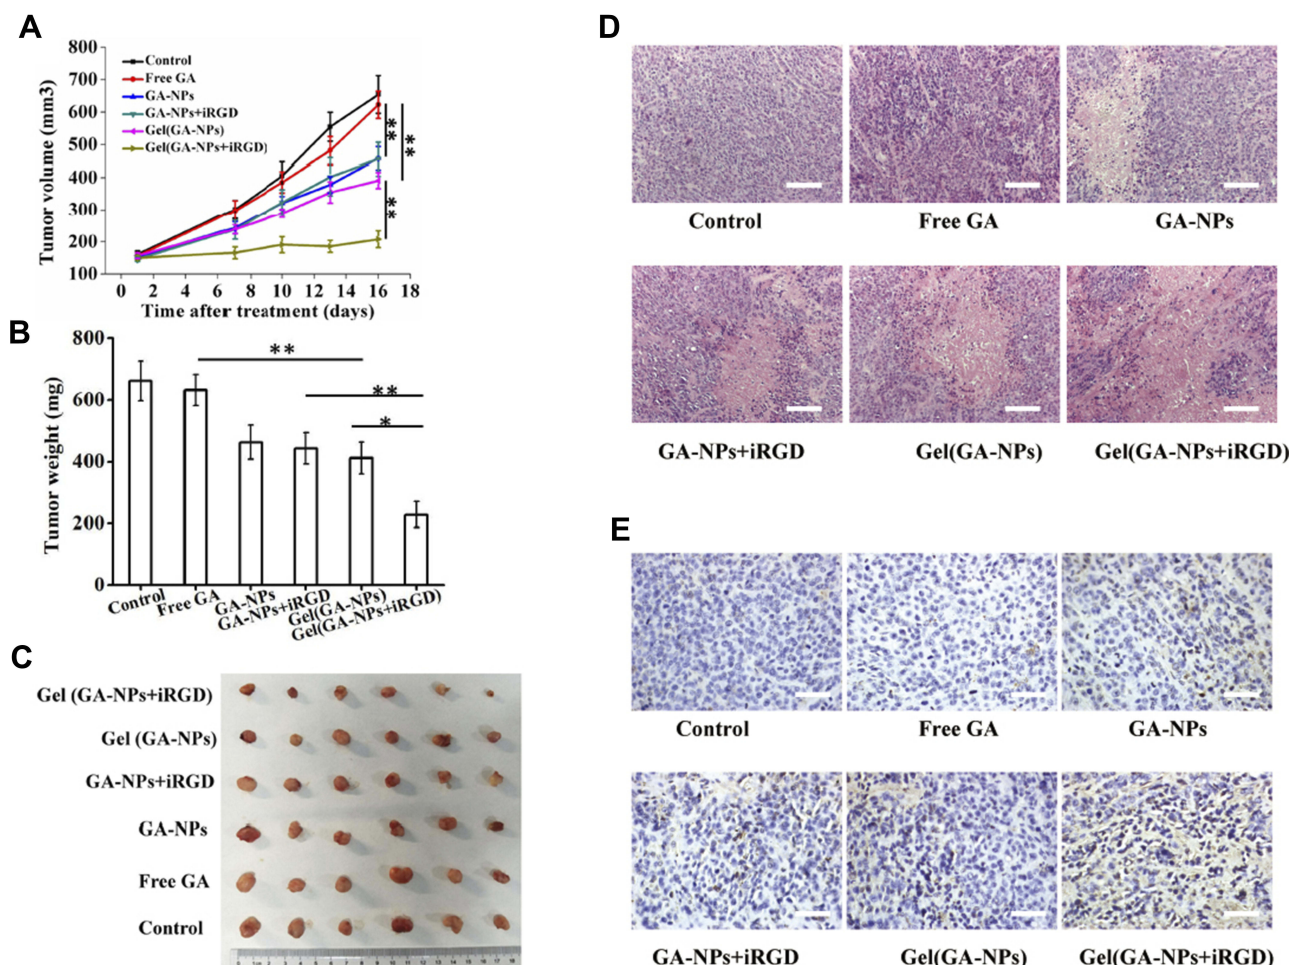 A
Tumor volume (mm3)
800
700
600
500
400
300
200
100
Control
Free GA
GA-NPs
GA-NPs+iRGD
Gel(GA-NPs)
Gel(GA-NPs+iRGD)
**
**
**
0 2 4 6 8 10 12 14 16 18
Time after treatment (days)
B
Tumor weight (mg)
800
600
400
200
0
**
**
*
Control
Free GA
GA-NPs
GA-NPs+iRGD
Gel(GA-NPs)
Gel(GA-NPs+iRGD)
C
Gel (GA-NPs+iRGD)
Gel (GA-NPs)
GA-NPs+iRGD
GA-NPs
Free GA
Control
D
Control Free GA GA-NPs
GA-NPs+iRGD Gel(GA-NPs) Gel(GA-NPs+iRGD)
E
Control Free GA GA-NPs
GA-NPs+iRGD Gel(GA-NPs) Gel(GA-NPs+iRGD)